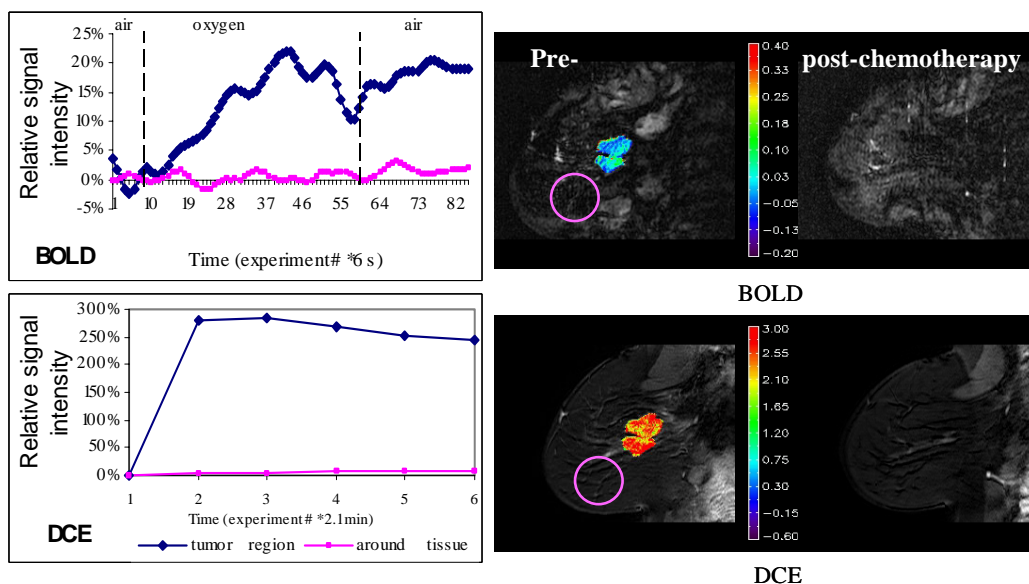 air oxygen air
25%
20%
15%
10%
5%
0%
-5%
Relative signal
intensity
1 10 19 28 37 46 55 64 73 82
BOLD
Time (experiment# *6 s)
300%
250%
200%
150%
100%
50%
0%
Relative signal
intensity
1 2 3 4 5 6
Time (experiment# *2.1min)
DCE
tumor region around tissue
Pre- post-chemotherapy
0.40
0.33
0.25
0.18
0.10
0.03
-0.05
-0.13
-0.20
BOLD
3.00
2.55
2.10
1.65
1.20
0.75
0.30
-0.15
-0.60
DCE